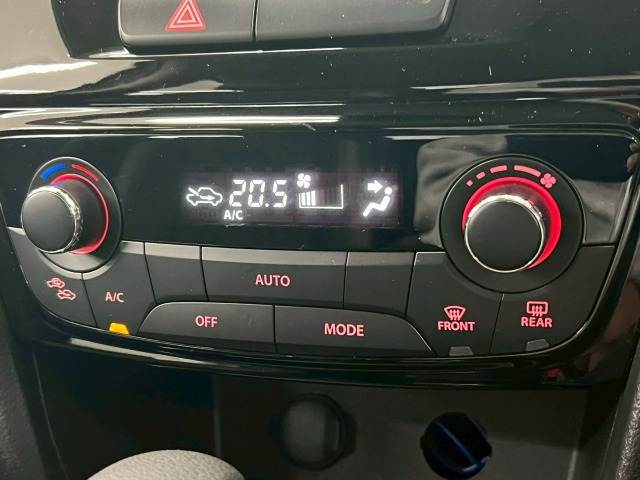 20.5
A/C
A/C
AUTO
OFF
MODE
FRONT
REAR